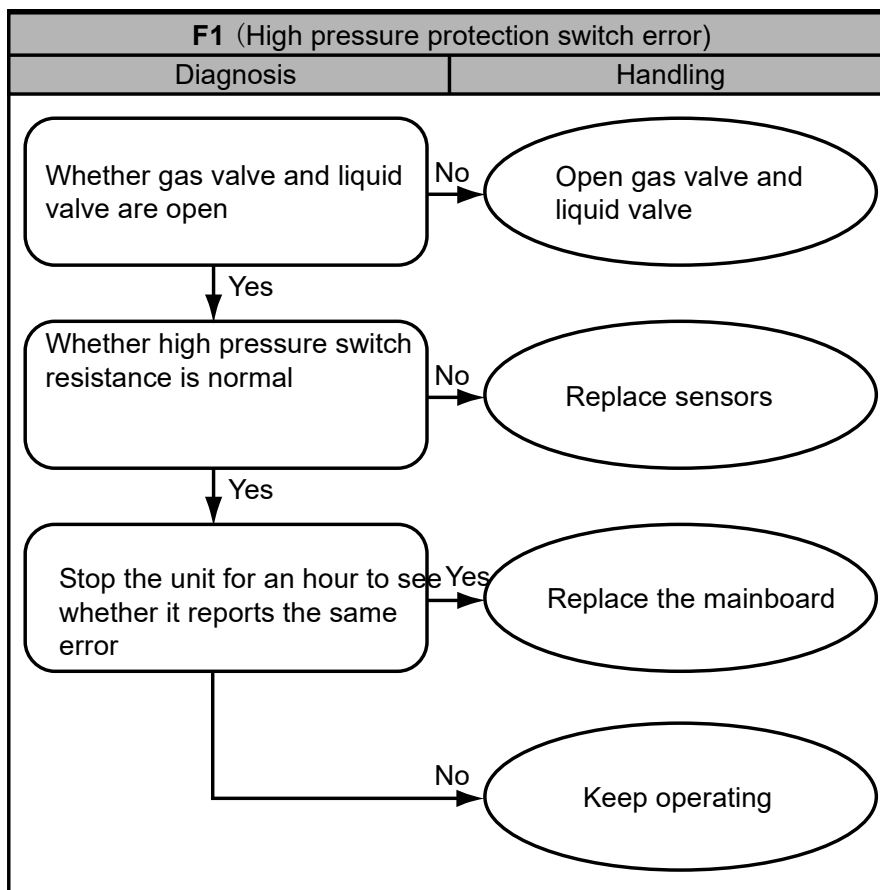 F1（High pressure protection switch error)
Diagnosis
Handling
Whether gas valve and liquid
valve are open
No
Open gas valve and
liquid valve
Yes
Whether high pressure switch
resistance is normal
No
Replace sensors
Yes
Stop the unit for an hour to see
whether it reports the same
error
Yes
Replace the mainboard
No
Keep operating